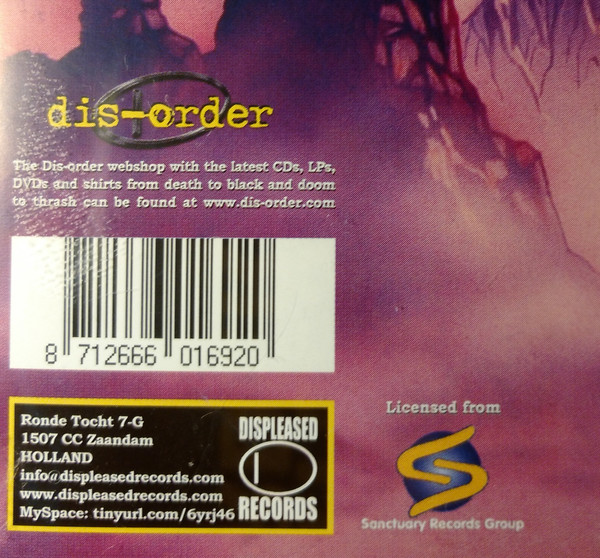 dis-order
The Dis-order webshop with the latest CDs, LPs,
DVDs and shirts from death to black and doom
to thrash can be found at www.dis-order.com
8 712666 016920
Ronde Tocht 7-G
1507 CC Zaandam
HOLLAND
info@displeasedrecords.com
www.displeasedrecords.com
MySpace: tinyurl.com/6yrj46
DISPLEASED
RECORDS
Licensed from
Sanctuary Records Group